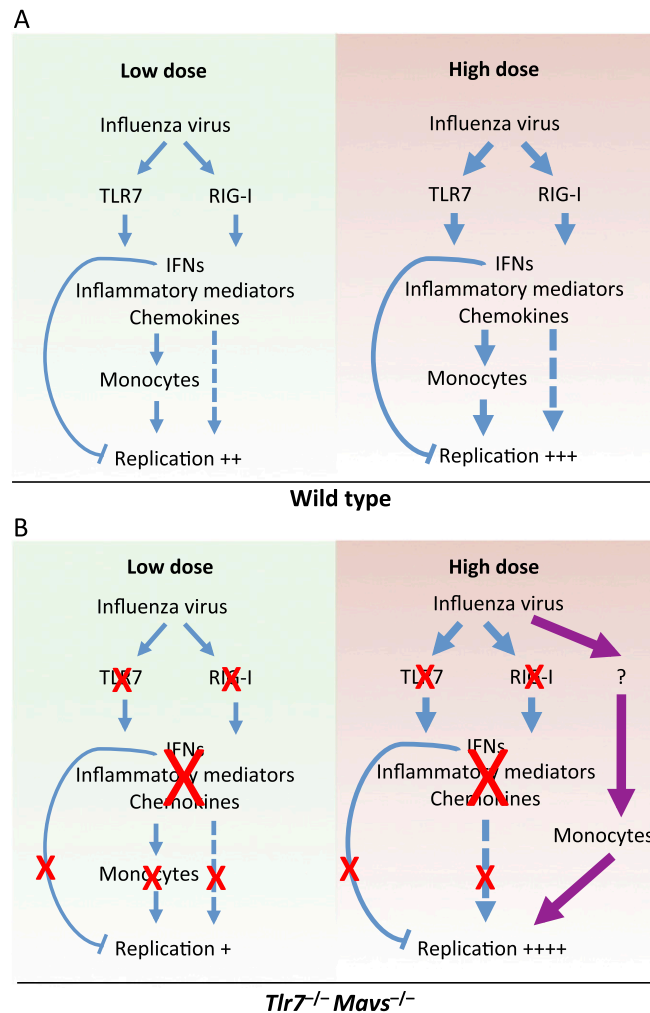 A
Low dose
High dose
Influenza virus
Influenza virus
TLR7
RIG-I
TLR7
RIG-I
IFNs
Inflammatory mediators
Chemokines
IFNs
Inflammatory mediators
Chemokines
Monocytes
Monocytes
Replication ++
Replication +++
Wild type
B
Low dose
High dose
Influenza virus
Influenza virus
TLR7
RIG-I
TLR7
RIG-I
?
IFNs
Inflammatory mediators
Chemokines
IFNs
Inflammatory mediators
Chemokines
Monocytes
Monocytes
Replication +
Replication ++++
Tlr7–/– Mavs–/–